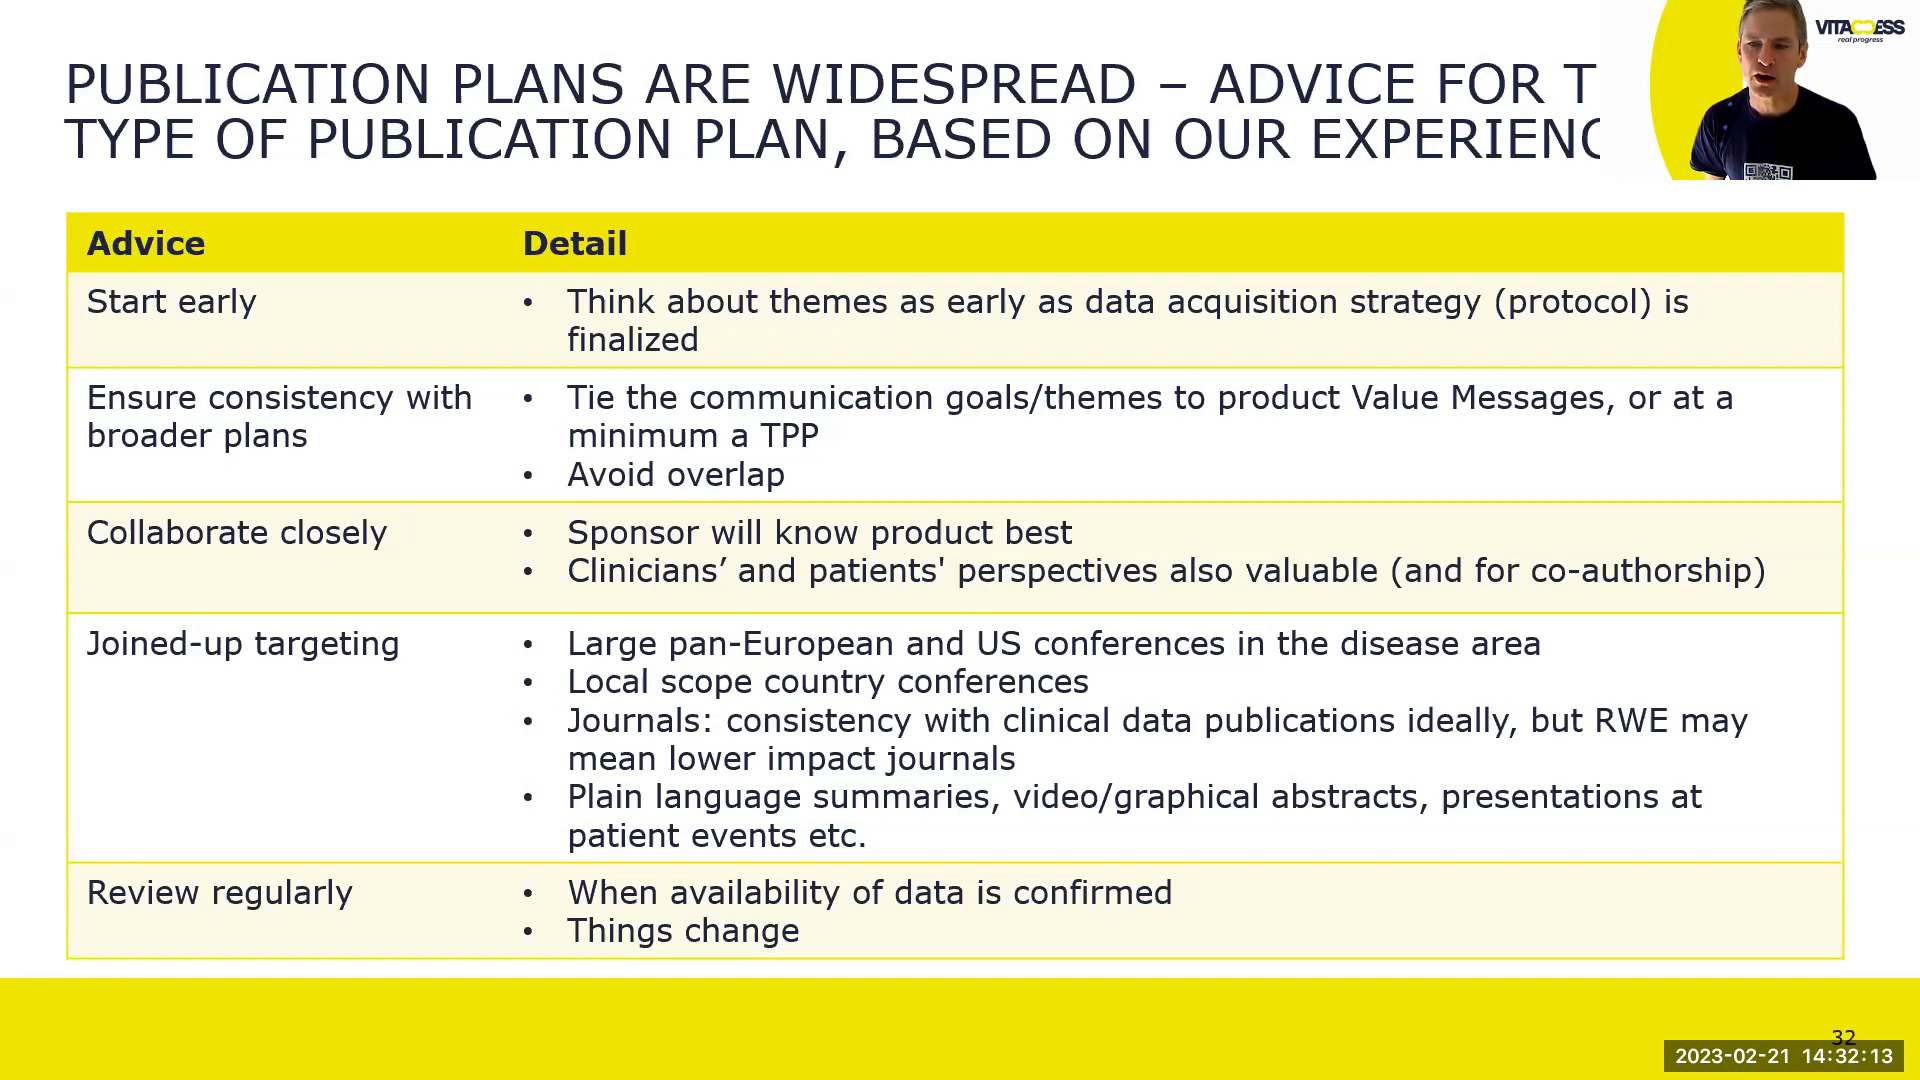 PUBLICATION PLANS ARE WIDESPREAD – ADVICE FOR T
TYPE OF PUBLICATION PLAN, BASED ON OUR EXPERIENC
VITACCESS
real progress
Advice
Detail
Start early
• Think about themes as early as data acquisition strategy (protocol) is
finalized
Ensure consistency with
broader plans
• Tie the communication goals/themes to product Value Messages, or at a
minimum a TPP
• Avoid overlap
Collaborate closely
• Sponsor will know product best
• Clinicians’ and patients' perspectives also valuable (and for co-authorship)
Joined-up targeting
• Large pan-European and US conferences in the disease area
• Local scope country conferences
• Journals: consistency with clinical data publications ideally, but RWE may
mean lower impact journals
• Plain language summaries, video/graphical abstracts, presentations at
patient events etc.
Review regularly
• When availability of data is confirmed
• Things change
32
2023-02-21 14:32:13